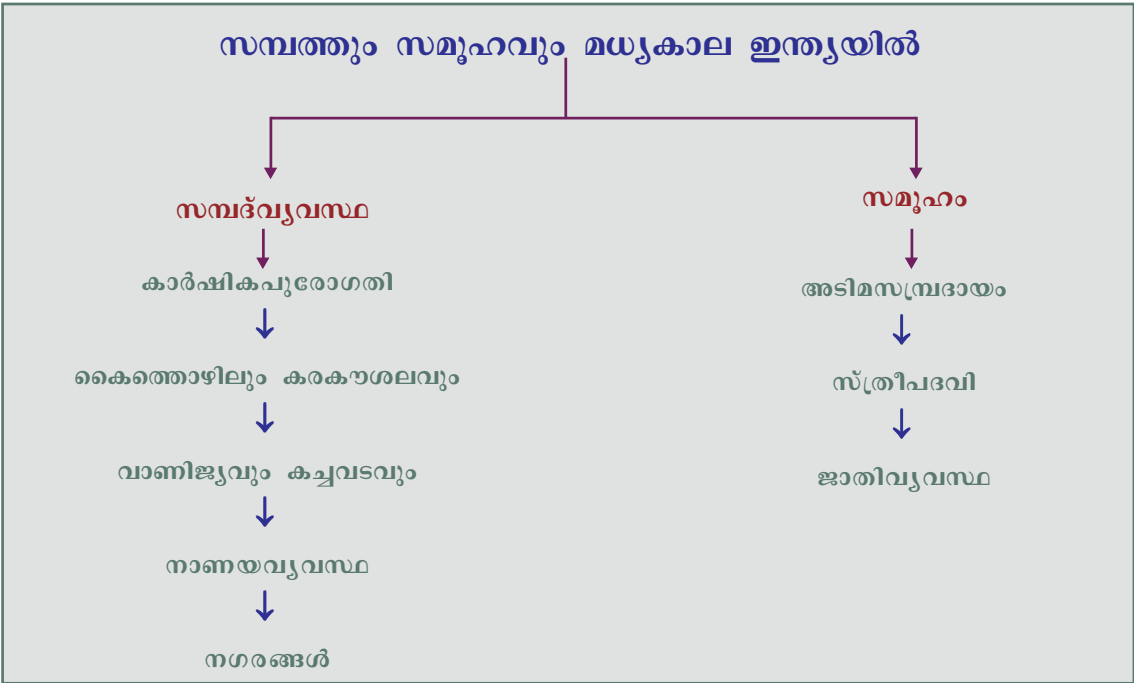 സമ്പത്തും സമൂഹവും മധ്യകാല ഇന്ത്യയിൽ
സമ്പദ്‌വ്യവസ്ഥ
കാർഷികപുരോഗതി
കൈത്തൊഴിലും കരകൗശലവും
വാണിജ്യവും കച്ചവടവും
നാണയവ്യവസ്ഥ
നഗരങ്ങൾ
സമൂഹം
അടിമസമ്പ്രദായം
സ്ത്രീപദവി
ജാതിവ്യവസ്ഥ